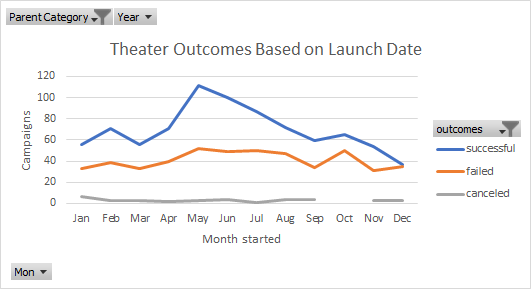 Parent Category Year
Theater Outcomes Based on Launch Date
120
100
80
60
40
20
0
Campaigns
Jan Feb Mar Apr May Jun Jul Aug Sep Oct Nov Dec
Month started
outcomes
successful
failed
canceled
Mon